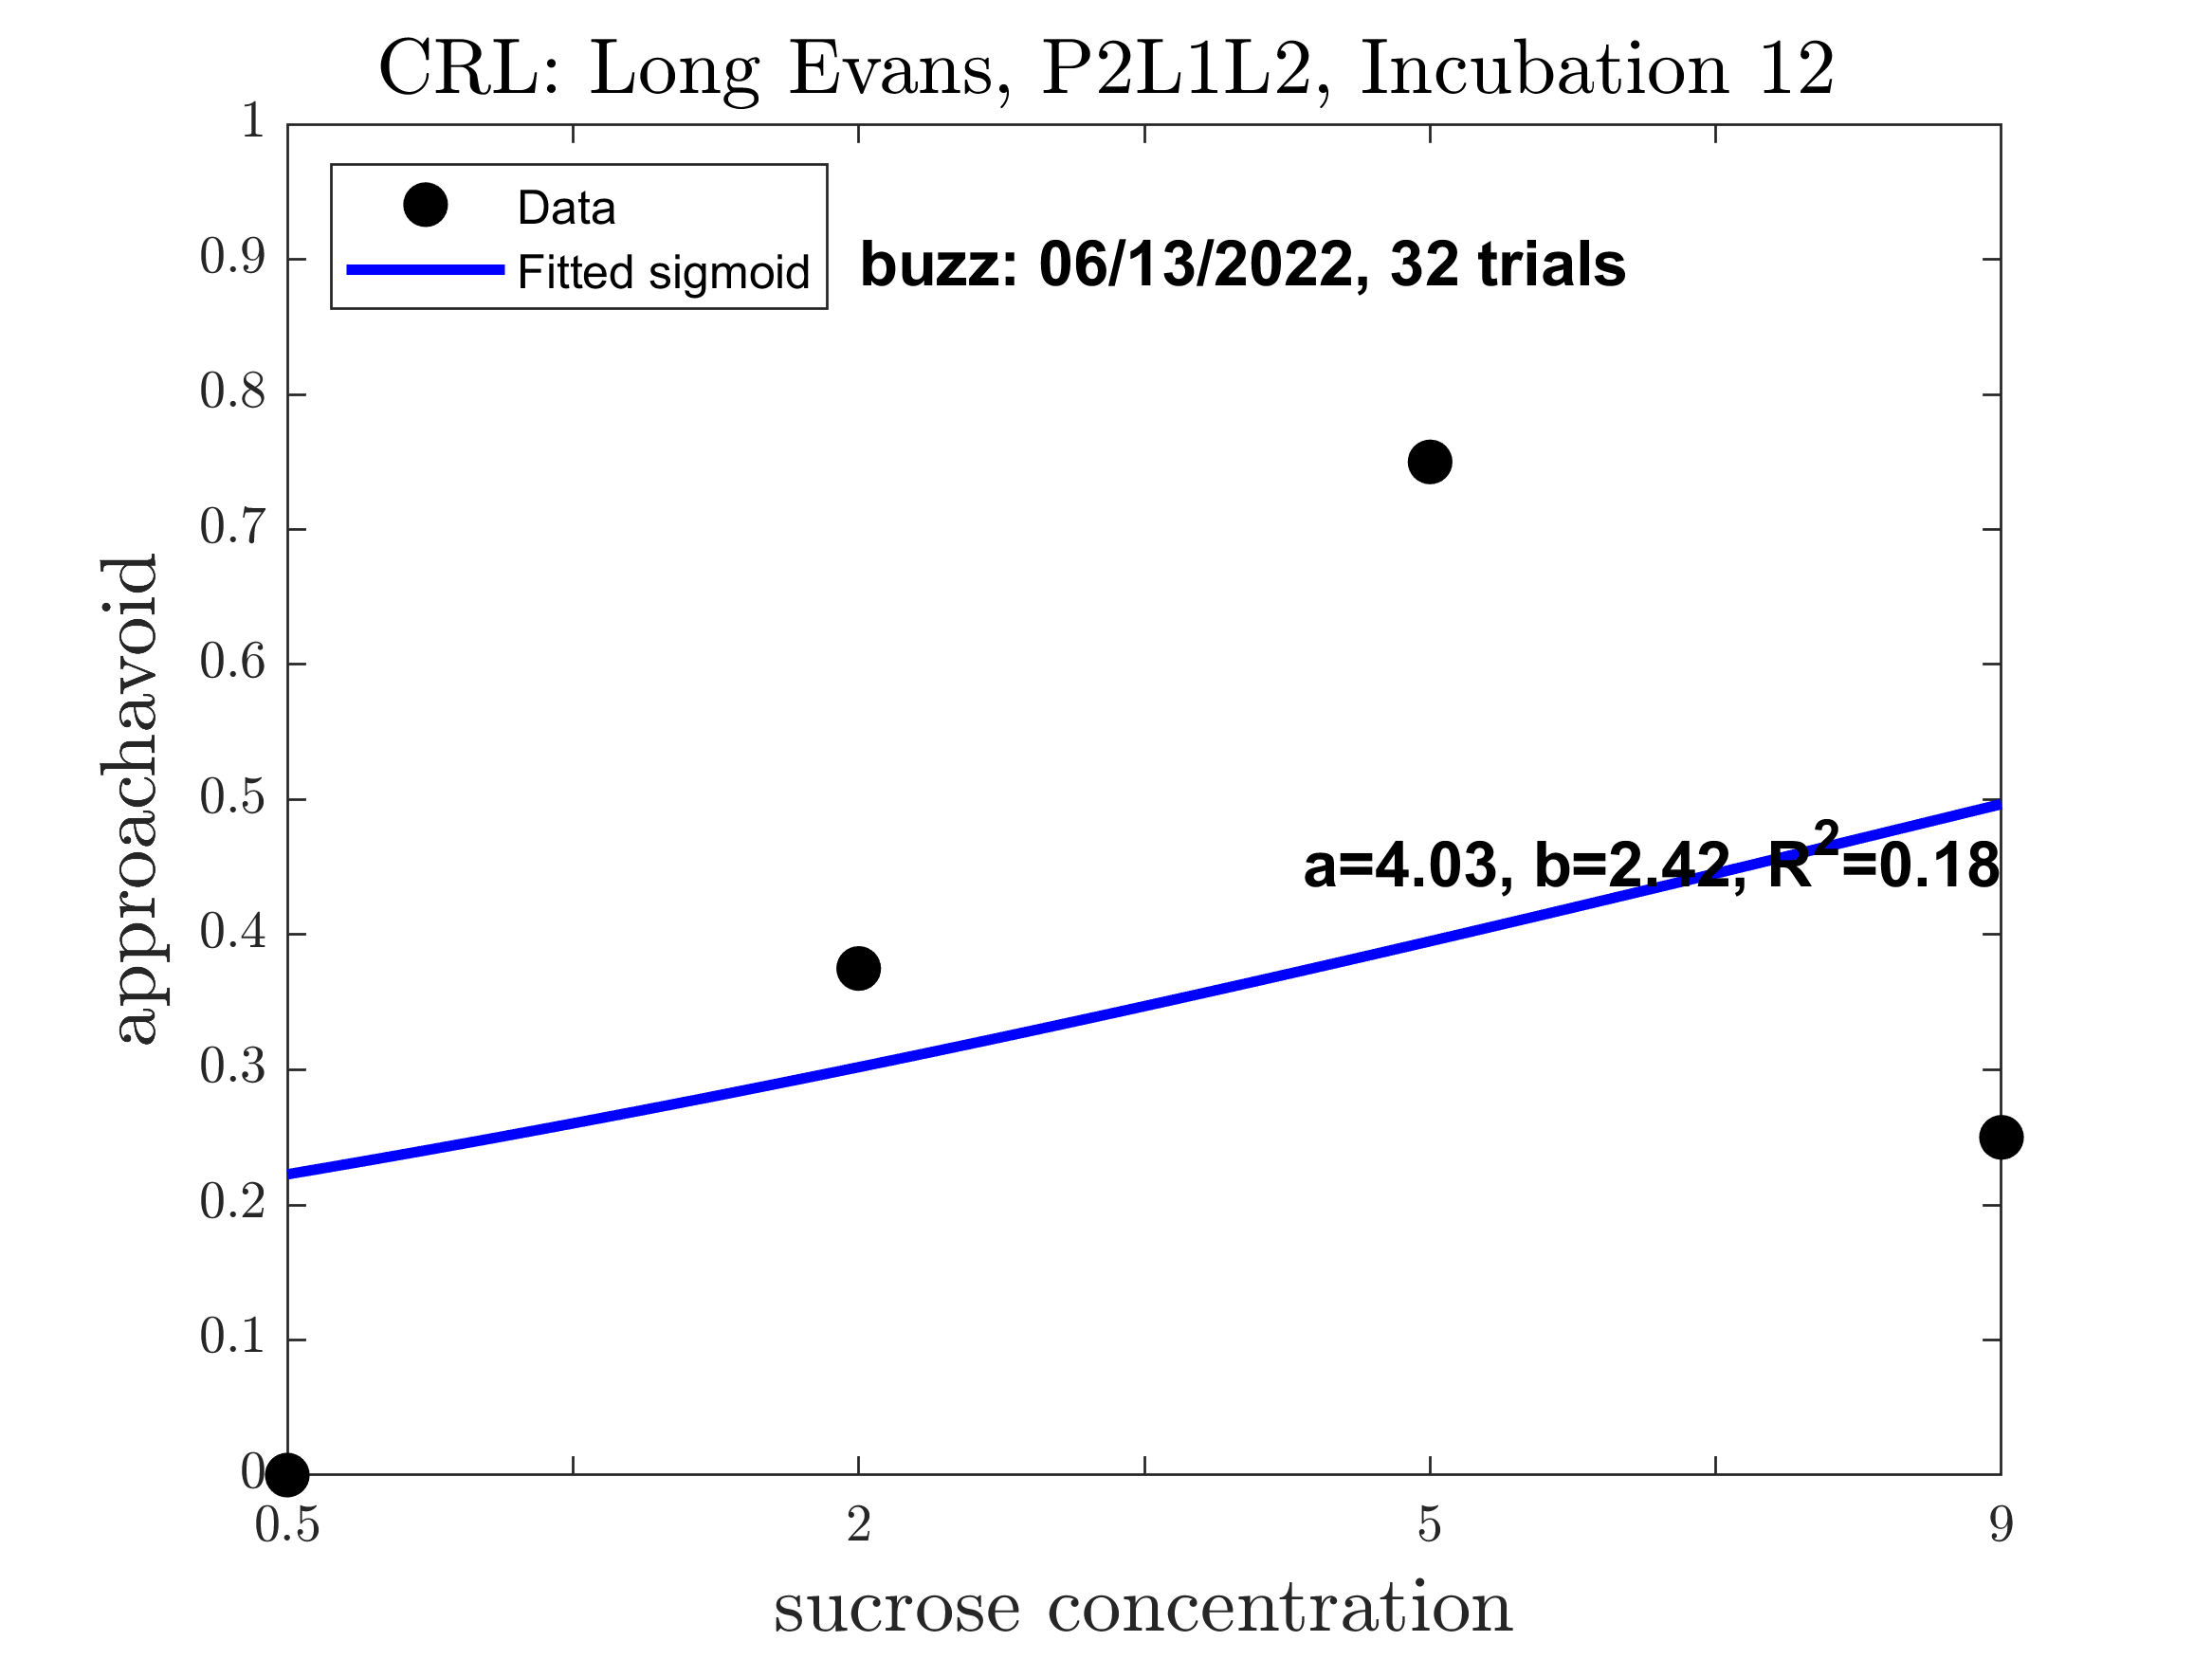 CRL: Long Evans, P2L1L2, Incubation 12
1
Data
Fitted sigmoid
buzz: 06/13/2022, 32 trials
0.9
0.8
0.7
0.6
0.5
a=4.03, b=2.42, R²=0.18
0.4
0.3
0.2
0.1
0
approachavoid
0.5 2 5 9
sucrose concentration